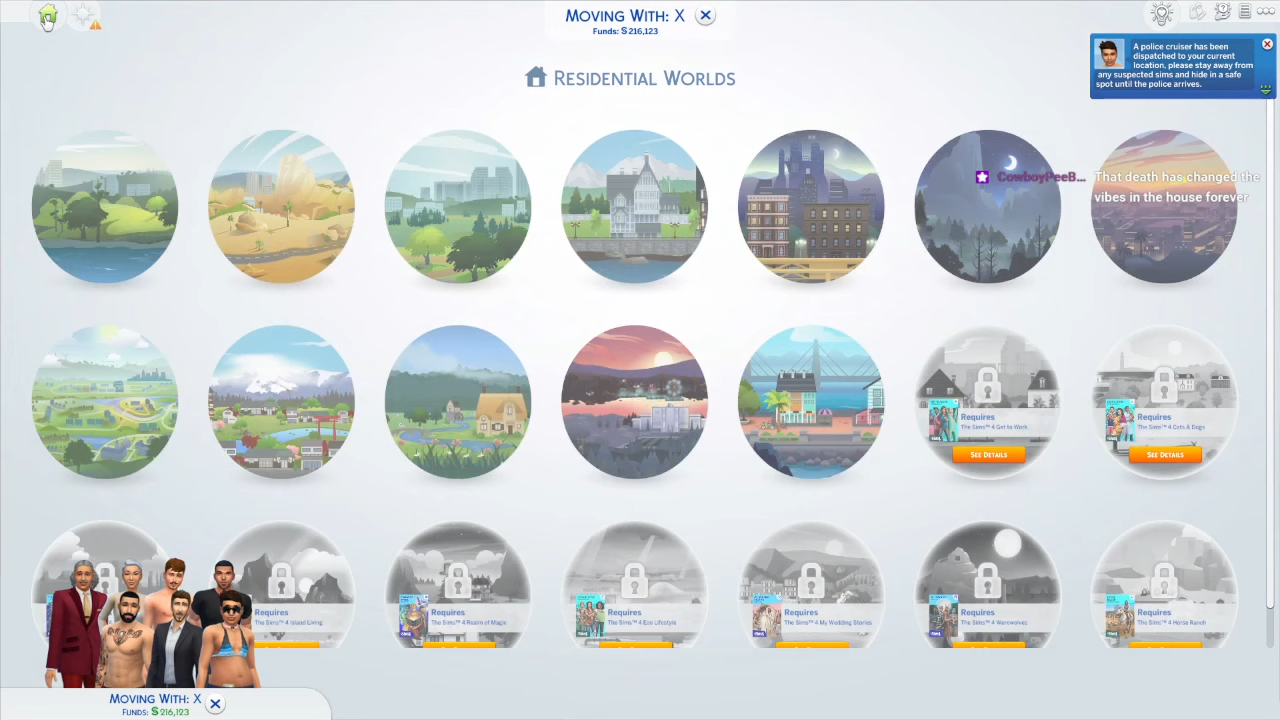 Moving With: X
Funds: §216,123
Residential Worlds
A police cruiser has been
dispatched to your current
location, please stay away from
any suspected sims and hide in a safe
spot until the police arrives.
CowboyPeeB...
That death has changed the
vibes in the house forever
Requires
The Sims™ 4 Get to Work
See Details
Requires
The Sims™ 4 Cats & Dogs
See Details
Requires
The Sims™ 4 Island Living
Requires
The Sims™ 4 Realm of Magic
Requires
The Sims™ 4 Eco Lifestyle
Requires
The Sims™ 4 My Wedding Stories
Requires
The Sims™ 4 Werewolves
Requires
The Sims™ 4 Horse Ranch
Moving With: X
Funds: §216,123